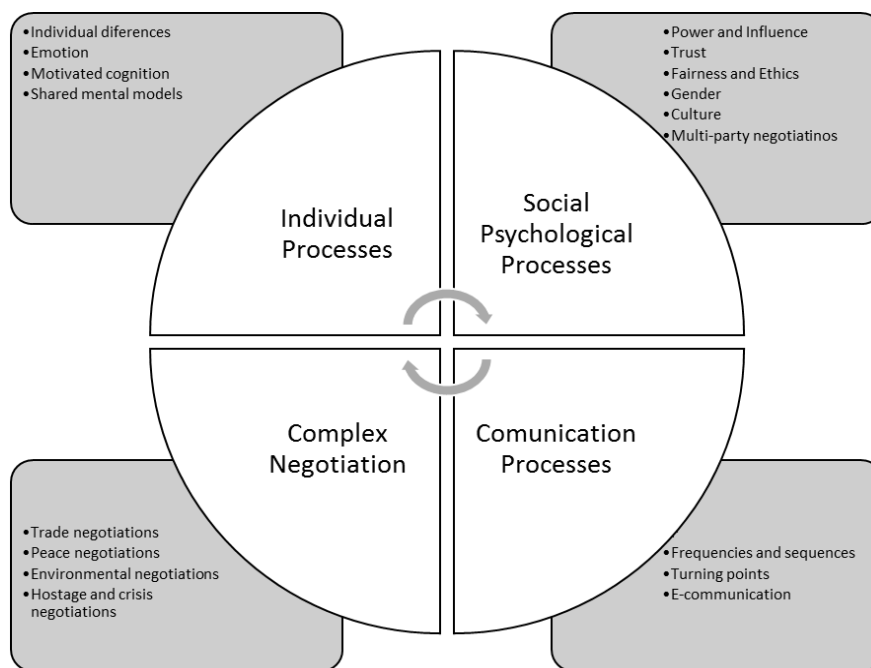 •Individual diferences
•Emotion
•Motivated cognition
•Shared mental models
•Power and Influence
•Trust
•Fairness and Ethics
•Gender
•Culture
•Multi-party negotiatinos
Individual
Processes
Social
Psychological
Processes
Complex
Negotiation
Comunication
Processes
•Trade negotiations
•Peace negotiations
•Environmental negotiations
•Hostage and crisis
negotiations
•Frequencies and sequences
•Turning points
•E-communication